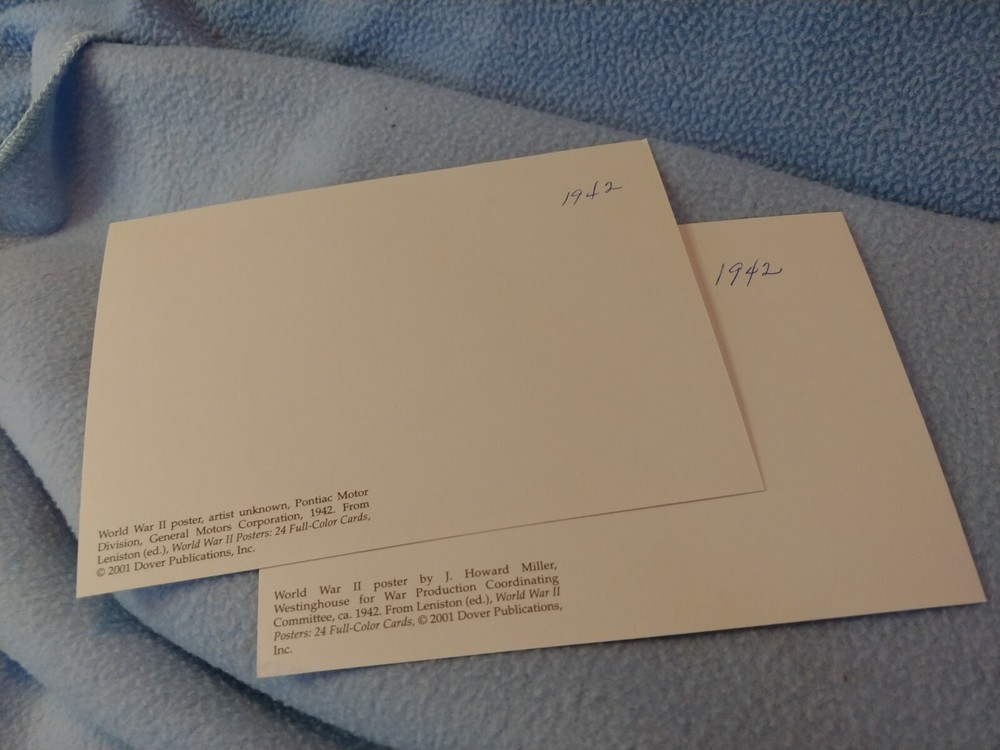 1942
World War II poster, artist unknown, Pontiac Motor
Division, General Motors Corporation, 1942. From
Leniston (ed.), World War II Posters: 24 Full-Color Cards,
© 2001 Dover Publications, Inc.
1942
World War II poster by J. Howard Miller,
Westinghouse for War Production Coordinating
Committee, ca. 1942. From Leniston (ed.), World War II
Posters: 24 Full-Color Cards, © 2001 Dover Publications,
Inc.